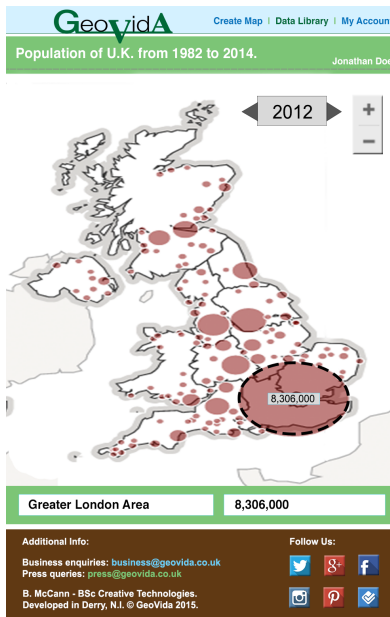 GeovidA
Create Map | Data Library | My Accoun
Population of U.K. from 1982 to 2014.
Jonathan Doe
2012
+
−
8,306,000
Greater London Area
8,306,000
Additional Info:
Follow Us:
Business enquiries: business@geovida.co.uk
Press queries: press@geovida.co.uk
B. McCann - BSc Creative Technologies.
Developed in Derry, N.I. © GeoVida 2015.